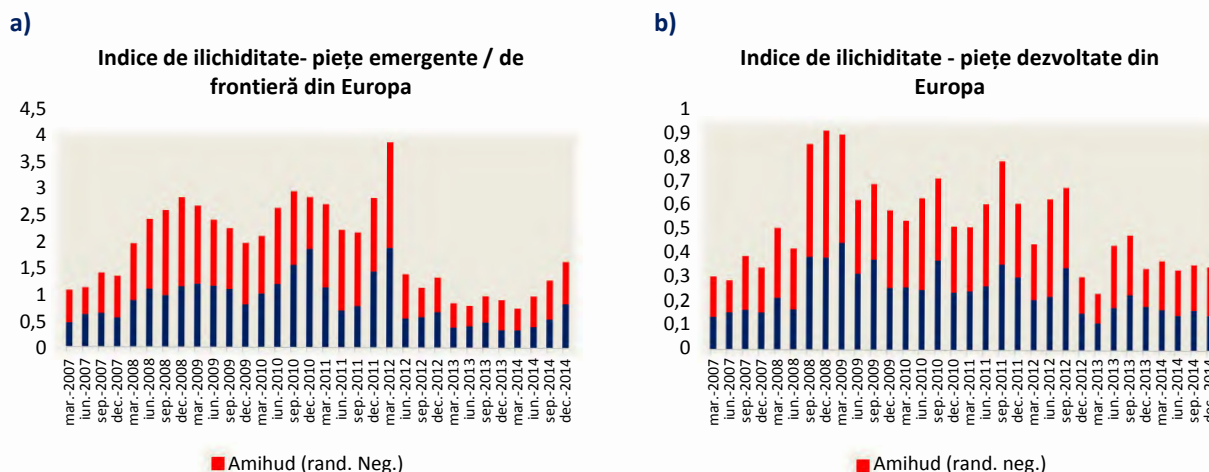 a)
Indice de ilichiditate- piețe emergente / de
frontieră din Europa
4,5
4
3,5
3
2,5
2
1,5
1
0,5
0
mar.-2007
iun.-2007
sep.-2007
dec.-2007
mar.-2008
iun.-2008
sep.-2008
dec.-2008
mar.-2009
iun.-2009
sep.-2009
dec.-2009
mar.-2010
iun.-2010
sep.-2010
dec.-2010
mar.-2011
iun.-2011
sep.-2011
dec.-2011
mar.-2012
iun.-2012
sep.-2012
dec.-2012
mar.-2013
iun.-2013
sep.-2013
dec.-2013
mar.-2014
iun.-2014
sep.-2014
dec.-2014
Amihud (rand. Neg.)
b)
Indice de ilichiditate - piețe dezvoltate din
Europa
1
0,9
0,8
0,7
0,6
0,5
0,4
0,3
0,2
0,1
0
mar.-2007
iun.-2007
sep.-2007
dec.-2007
mar.-2008
iun.-2008
sep.-2008
dec.-2008
mar.-2009
iun.-2009
sep.-2009
dec.-2009
mar.-2010
iun.-2010
sep.-2010
dec.-2010
mar.-2011
iun.-2011
sep.-2011
dec.-2011
mar.-2012
iun.-2012
sep.-2012
dec.-2012
mar.-2013
iun.-2013
sep.-2013
dec.-2013
mar.-2014
iun.-2014
sep.-2014
dec.-2014
Amihud (rand. neg.)